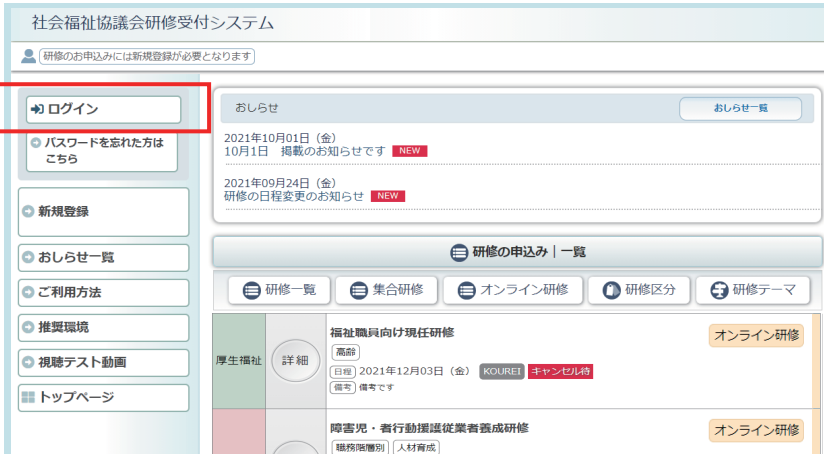 社会福祉協議会研修受付システム
研修のお申込みには新規登録が必要となります
ログイン
パスワードを忘れた方は
こちら
新規登録
おしらせ一覧
ご利用方法
推奨環境
視聴テスト動画
トップページ
おしらせ
おしらせ一覧
2021年10月01日（金）
10月1日　掲載のお知らせです NEW
2021年09月24日（金）
研修の日程変更のお知らせ NEW
研修の申込み｜一覧
研修一覧
集合研修
オンライン研修
研修区分
研修テーマ
厚生福祉
詳細
福祉職員向け現任研修
高齢
日程 2021年12月03日（金） KOUREI キャンセル待
備考 備考です
オンライン研修
障害児・者行動援護従業者養成研修
職務階層別 人材育成
オンライン研修